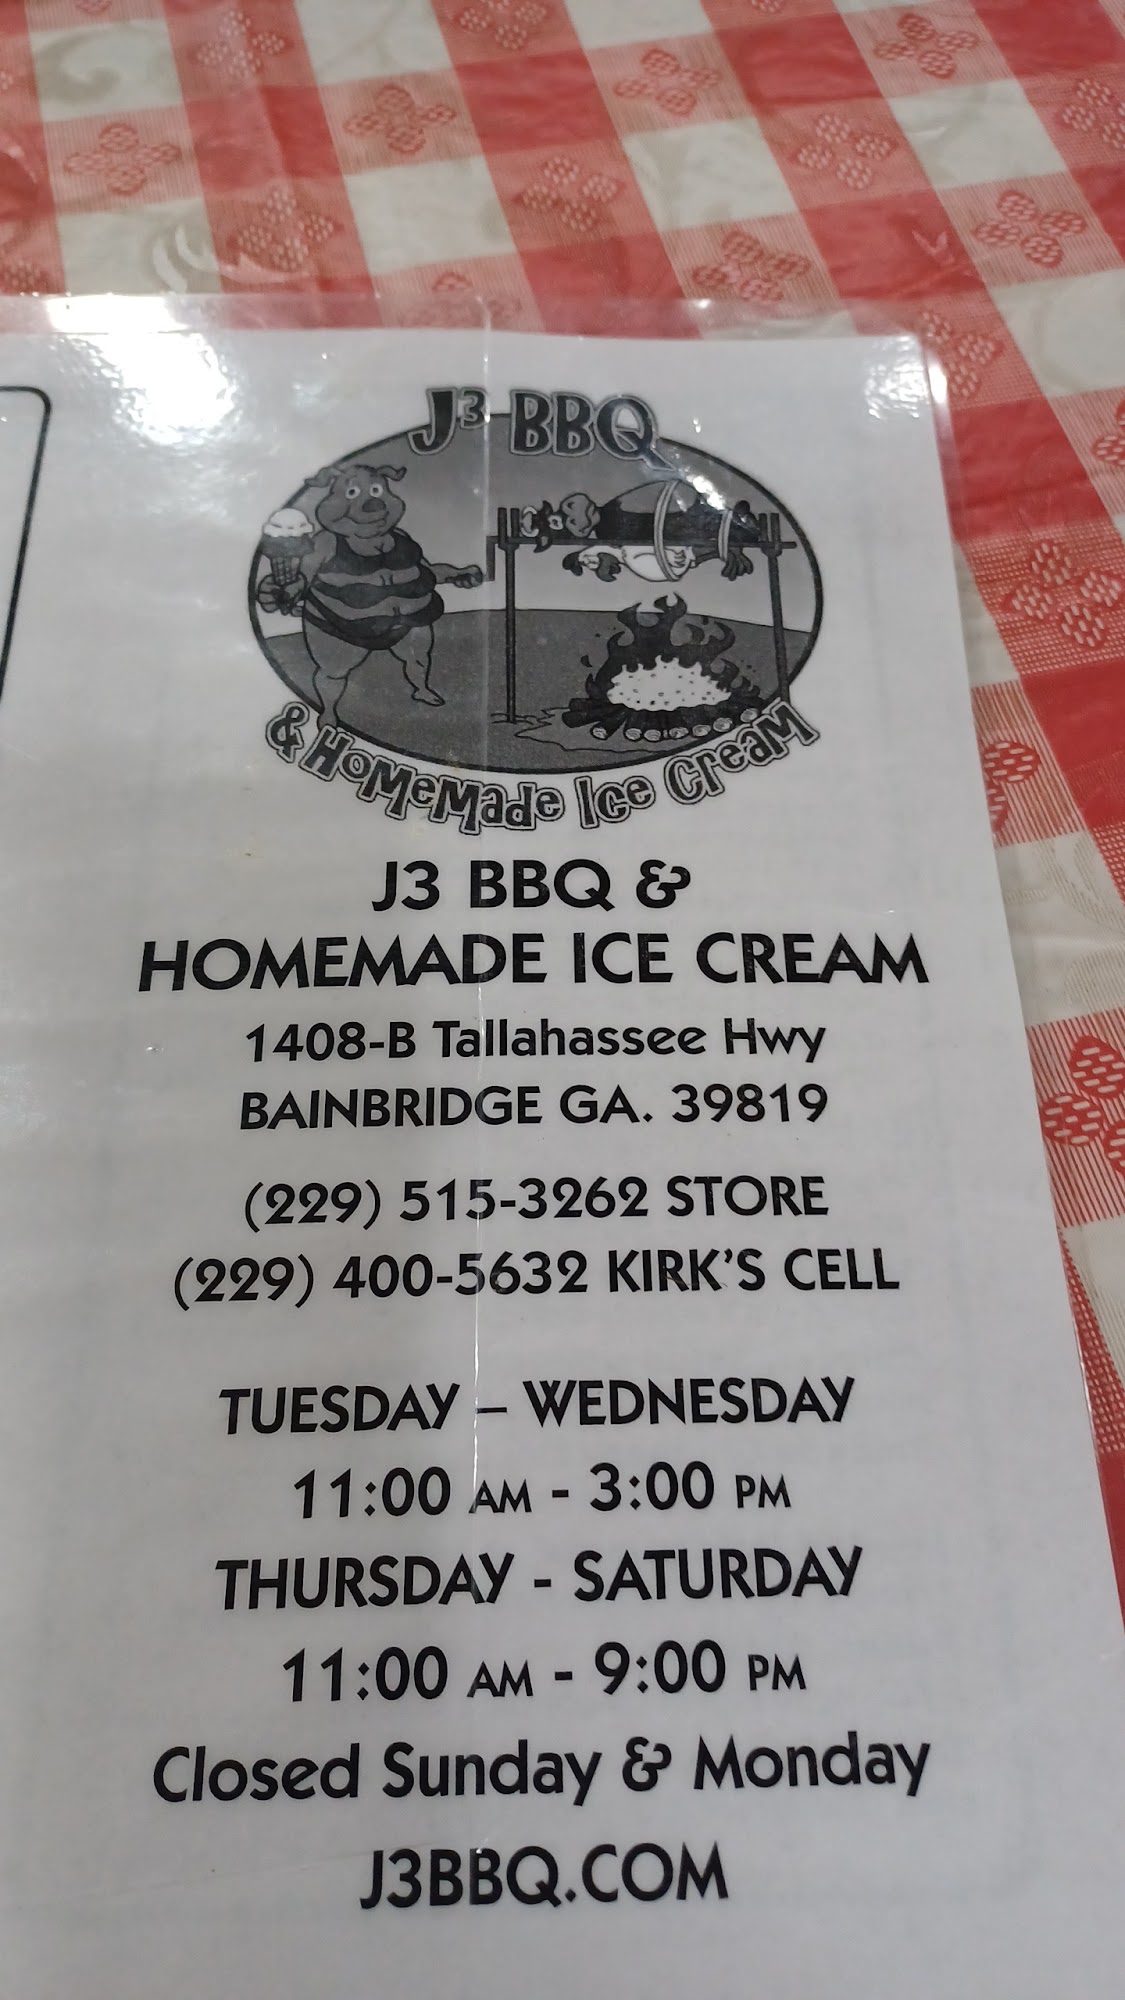 J³ BBQ
& Homemade Ice Cream
J3 BBQ &
HOMEMADE ICE CREAM
1408-B Tallahassee Hwy
BAINBRIDGE GA. 39819
(229) 515-3262 STORE
(229) 400-5632 KIRK'S CELL
TUESDAY – WEDNESDAY
11:00 AM - 3:00 PM
THURSDAY - SATURDAY
11:00 AM - 9:00 PM
Closed Sunday & Monday
J3BBQ.COM